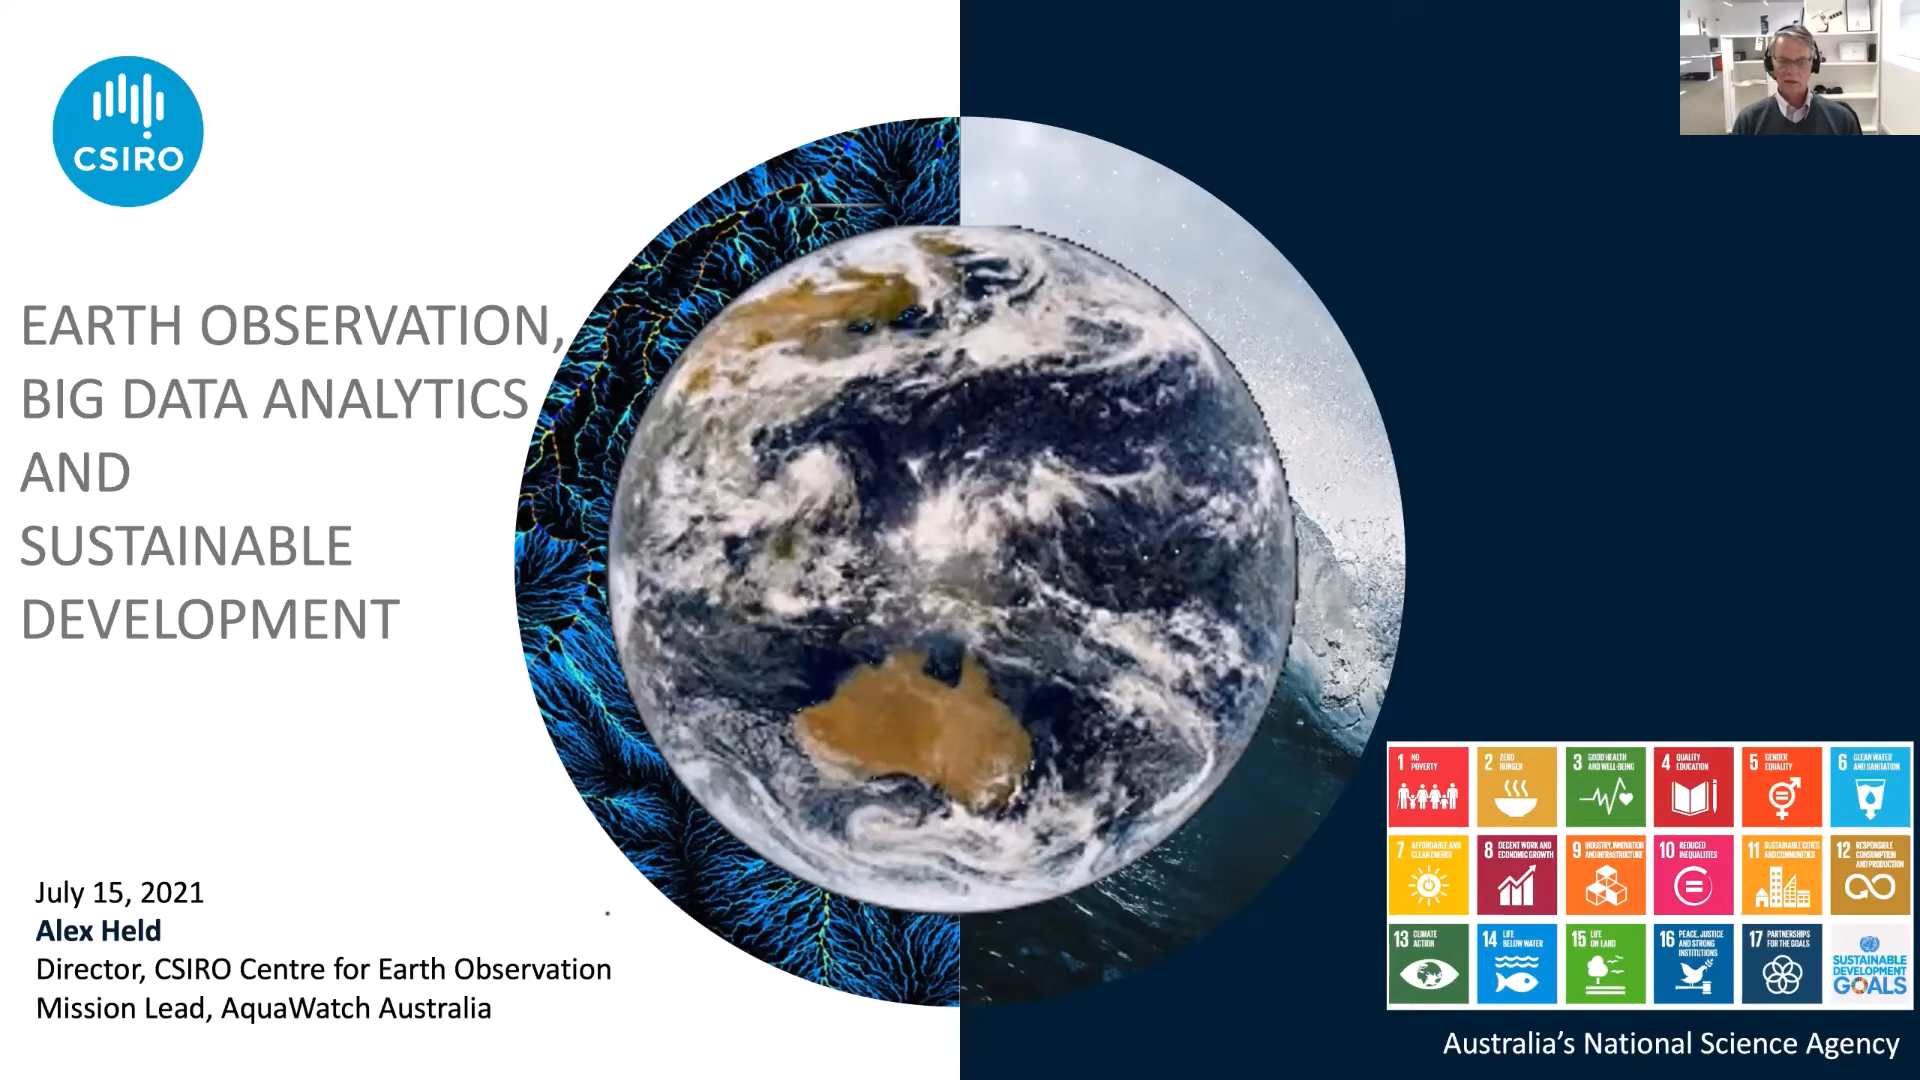 CSIRO
EARTH OBSERVATION,
BIG DATA ANALYTICS
AND
SUSTAINABLE
DEVELOPMENT
July 15, 2021
Alex Held
Director, CSIRO Centre for Earth Observation
Mission Lead, AquaWatch Australia
1 NO
POVERTY
2 ZERO
HUNGER
3 GOOD HEALTH
AND WELL-BEING
4 QUALITY
EDUCATION
5 GENDER
EQUALITY
6 CLEAN WATER
AND SANITATION
7 AFFORDABLE AND
CLEAN ENERGY
8 DECENT WORK AND
ECONOMIC GROWTH
9 INDUSTRY, INNOVATION
AND INFRASTRUCTURE
10 REDUCED
INEQUALITIES
11 SUSTAINABLE CITIES
AND COMMUNITIES
12 RESPONSIBLE
CONSUMPTION
AND PRODUCTION
13 CLIMATE
ACTION
14 LIFE
BELOW WATER
15 LIFE
ON LAND
16 PEACE, JUSTICE
AND STRONG
INSTITUTIONS
17 PARTNERSHIPS
FOR THE GOALS
SUSTAINABLE
DEVELOPMENT
GOALS
Australia's National Science Agency